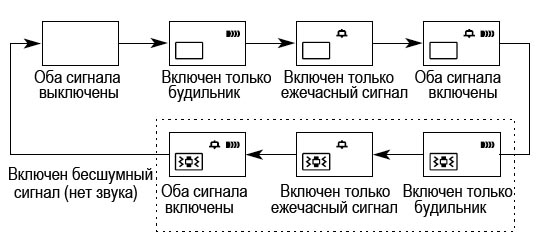 Оба сигнала
выключены
Включен только
будильник
Включен только
ежечасный сигнал
Оба сигнала
включены
Включен бесшумный
сигнал (нет звука)
Оба сигнала
включены
Включен только
ежечасный сигнал
Включен только
будильник